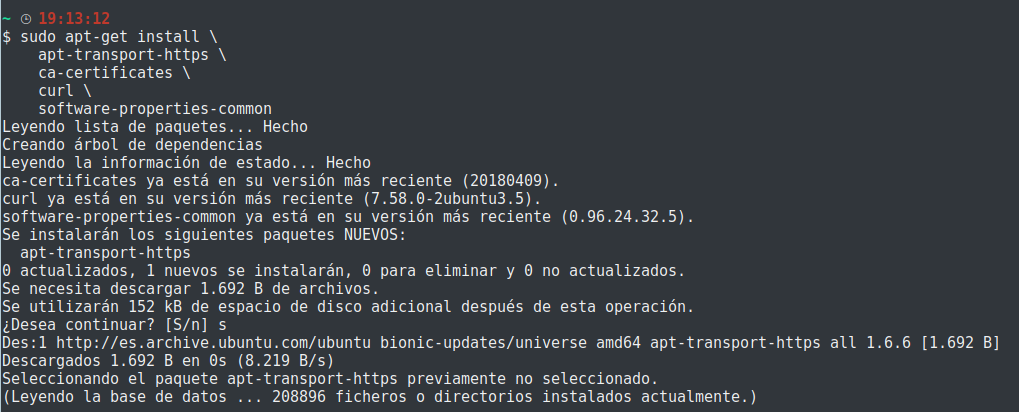 ~ 19:13:12
$ sudo apt-get install \
    apt-transport-https \
    ca-certificates \
    curl \
    software-properties-common
Leyendo lista de paquetes... Hecho
Creando árbol de dependencias
Leyendo la información de estado... Hecho
ca-certificates ya está en su versión más reciente (20180409).
curl ya está en su versión más reciente (7.58.0-2ubuntu3.5).
software-properties-common ya está en su versión más reciente (0.96.24.32.5).
Se instalarán los siguientes paquetes NUEVOS:
  apt-transport-https
0 actualizados, 1 nuevos se instalarán, 0 para eliminar y 0 no actualizados.
Se necesita descargar 1.692 B de archivos.
Se utilizarán 152 kB de espacio de disco adicional después de esta operación.
¿Desea continuar? [S/n] s
Des:1 http://es.archive.ubuntu.com/ubuntu bionic-updates/universe amd64 apt-transport-https all 1.6.6 [1.692 B]
Descargados 1.692 B en 0s (8.219 B/s)
Seleccionando el paquete apt-transport-https previamente no seleccionado.
(Leyendo la base de datos ... 208896 ficheros o directorios instalados actualmente.)